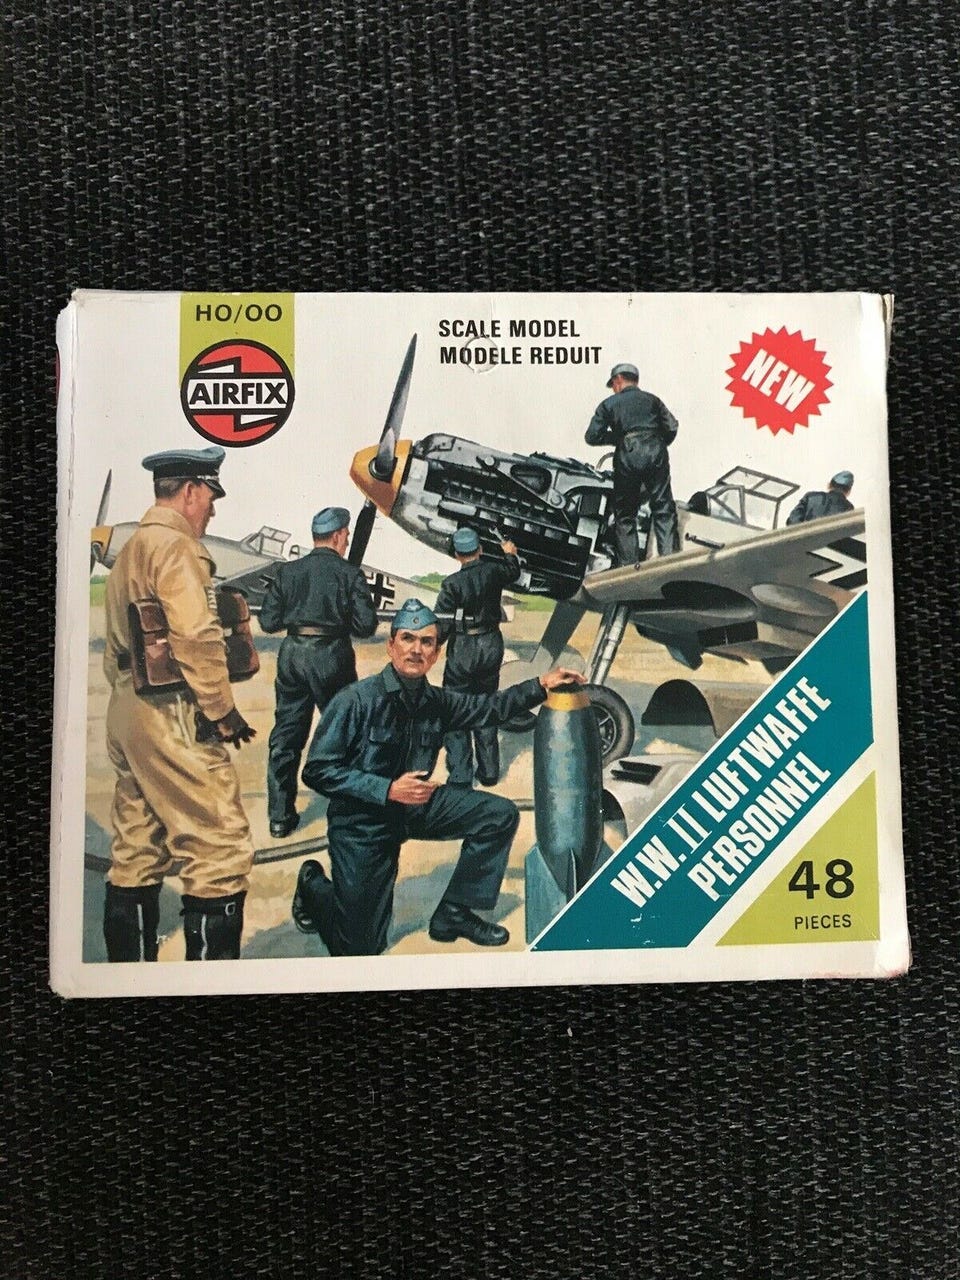 HO/OO
AIRFIX
SCALE MODEL
MODELE REDUIT
NEW
W.W. II LUFTWAFFE
PERSONNEL
48
PIECES